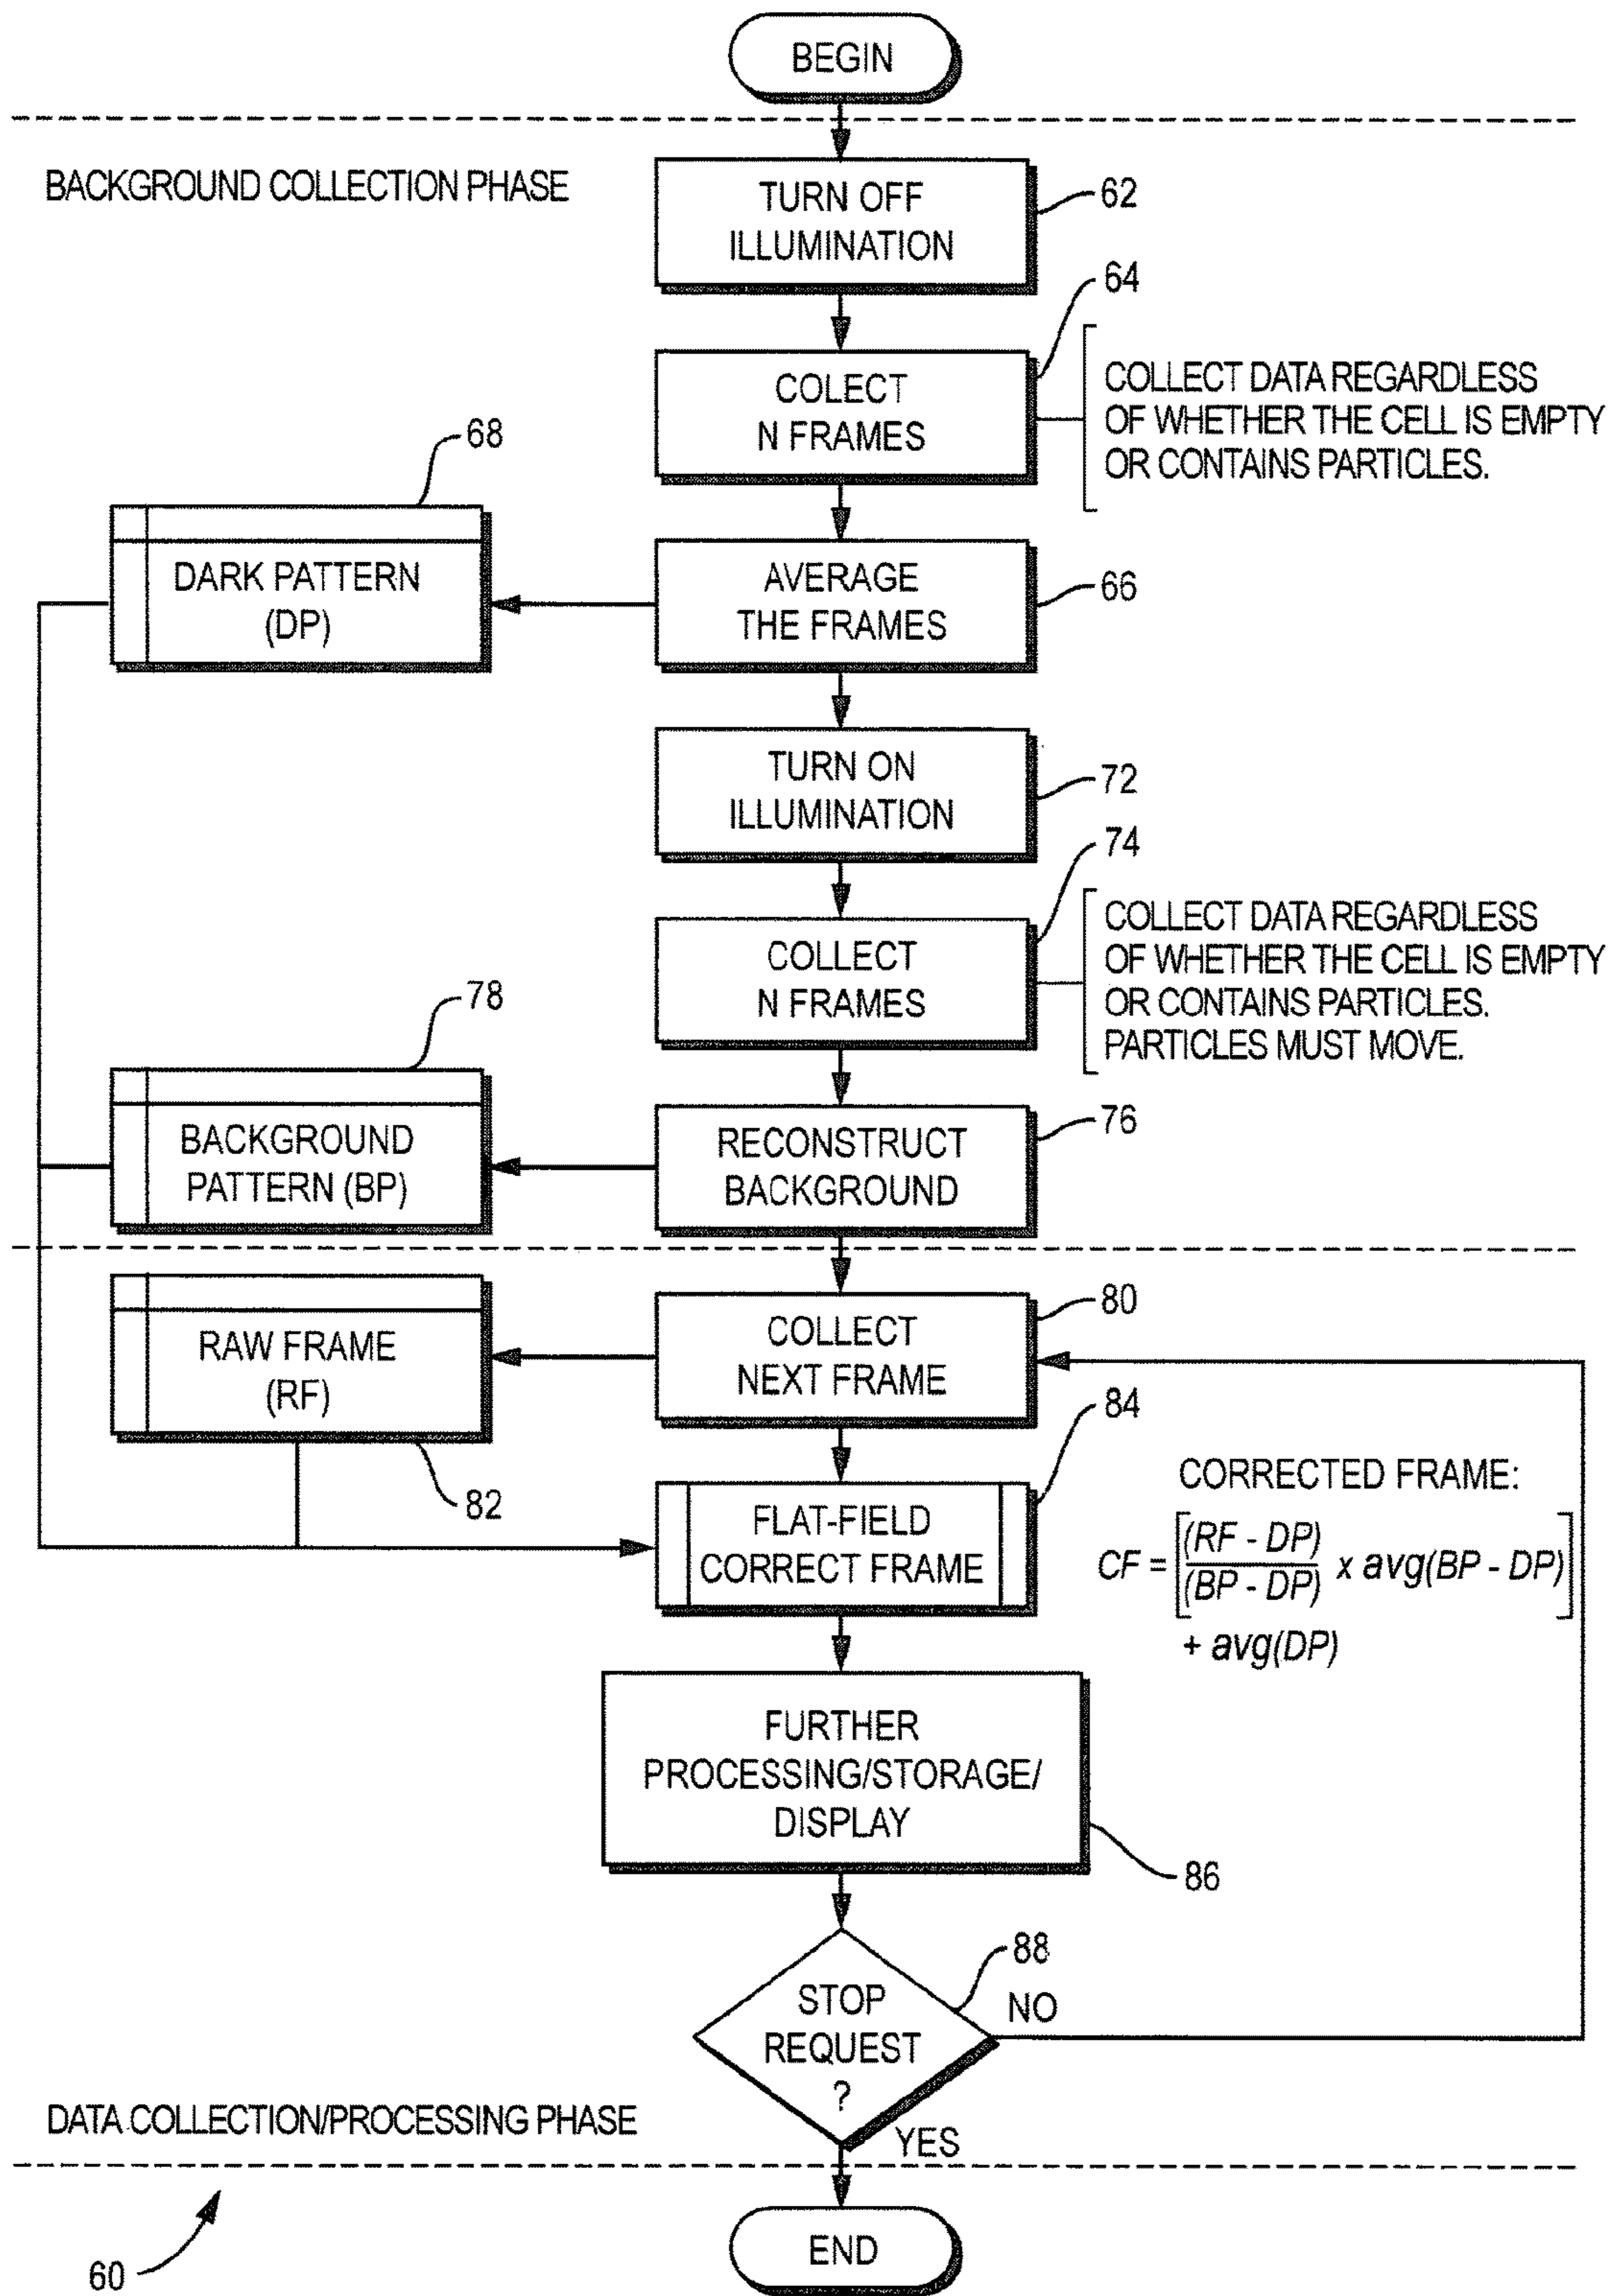 BEGIN
BACKGROUND COLLECTION PHASE
TURN OFF
ILLUMINATION
62
64
COLECT
N FRAMES
COLLECT DATA REGARDLESS
OF WHETHER THE CELL IS EMPTY
OR CONTAINS PARTICLES.
68
DARK PATTERN
(DP)
AVERAGE
THE FRAMES
66
TURN ON
ILLUMINATION
72
74
COLLECT
N FRAMES
COLLECT DATA REGARDLESS
OF WHETHER THE CELL IS EMPTY
OR CONTAINS PARTICLES.
PARTICLES MUST MOVE.
78
BACKGROUND
PATTERN (BP)
RECONSTRUCT
BACKGROUND
76
RAW FRAME
(RF)
82
COLLECT
NEXT FRAME
80
84
FLAT-FIELD
CORRECT FRAME
CORRECTED FRAME:
CF = [(RF - DP) / (BP - DP) x avg(BP - DP)]
+ avg(DP)
FURTHER
PROCESSING/STORAGE/
DISPLAY
86
88
STOP
REQUEST
?
NO
YES
DATA COLLECTION/PROCESSING PHASE
60
END